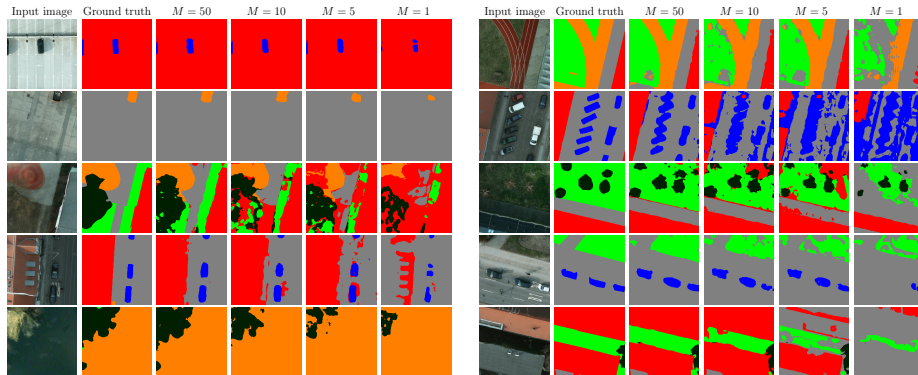 Input image Ground truth M = 50 M = 10 M = 5 M = 1 Input image Ground truth M = 50 M = 10 M = 5 M = 1